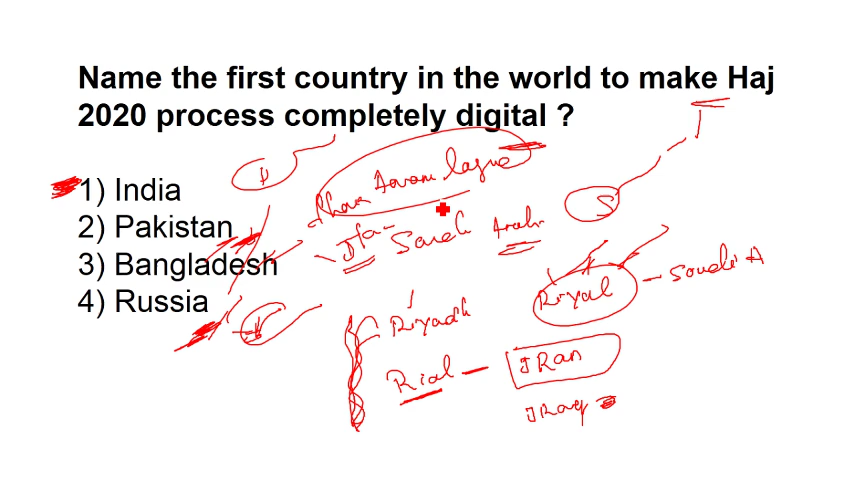 Name the first country in the world to make Haj
2020 process completely digital ?
1) India
2) Pakistan
3) Bangladesh
4) Russia
S
Saudi Arab
Riyal - Saudi A
Riyadh
Rial - IRan
IRaq